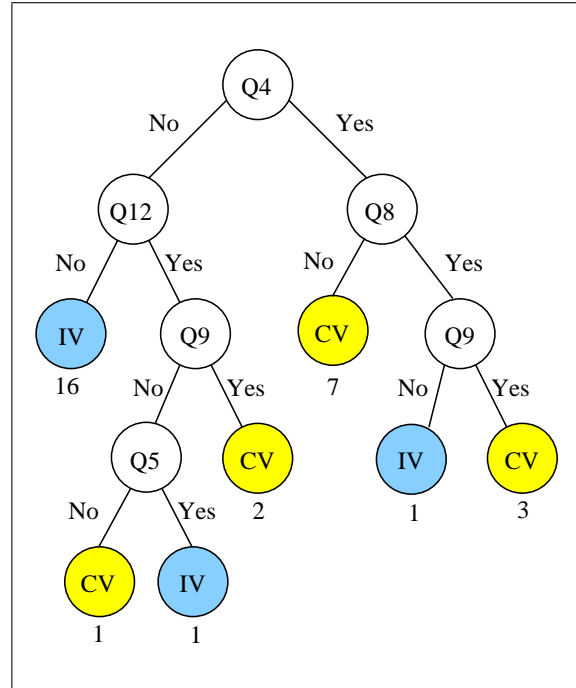 Q4
No Yes
Q12 Q8
No Yes No Yes
IV Q9 CV Q9
16 No Yes 7 No Yes
Q5 CV IV CV
No Yes 2 1 3
CV IV
1 1